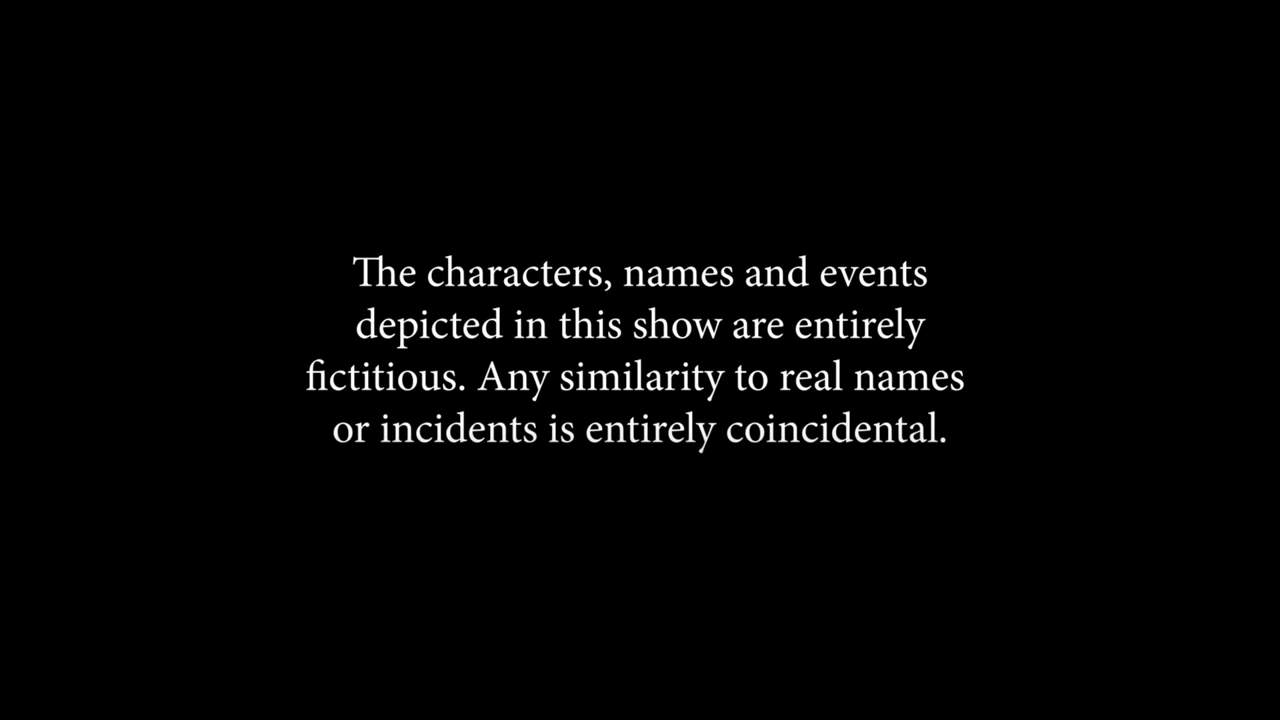 The characters, names and events
depicted in this show are entirely
fictitious. Any similarity to real names
or incidents is entirely coincidental.